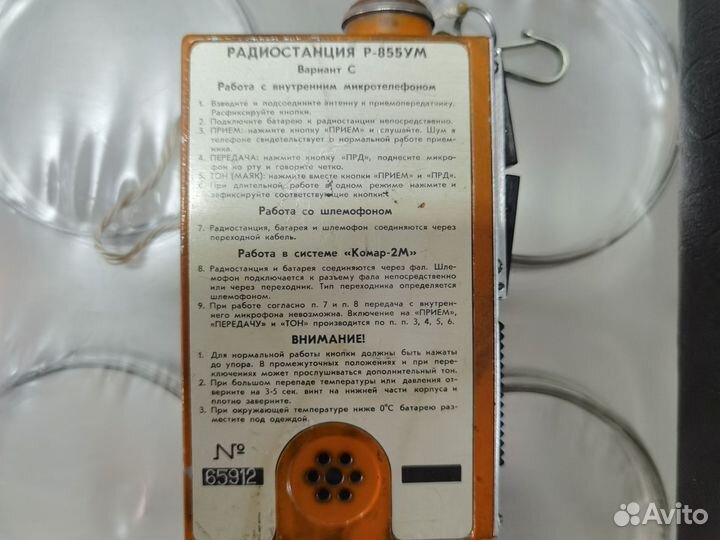 РАДИОСТАНЦИЯ Р-855УМ
Вариант С
Работа с внутренним микротелефоном
1. Взведите и подсоедините антенну к приемопередатчику.
Расфиксируйте кнопки.
2. Подключите батарею к радиостанции непосредственно.
3. ПРИЕМ: нажмите кнопку «ПРИЕМ» и слушайте. Шум в
телефоне свидетельствует о нормальной работе прием-
ника.
4. ПЕРЕДАЧА: нажмите кнопку «ПРД», поднесите микро-
фон ко рту и говорите четко.
5. ТОН (МАЯК): нажмите вместе кнопки «ПРИЕМ» и «ПРД».
6. При длительной работе в одном режиме нажмите и
зафиксируйте соответствующие кнопки.
Работа со шлемофоном
7. Радиостанция, батарея и шлемофон соединяются через
переходной кабель.
Работа в системе «Комар-2М»
8. Радиостанция и батарея соединяются через фал. Шле-
мофон подключается к разъему фала непосредственно
или через переходник. Тип переходника определяется
шлемофоном.
9. При работе согласно п. 7 и п. 8 передача с внутрен-
него микрофона невозможна. Включение на «ПРИЕМ»,
«ПЕРЕДАЧУ» и «ТОН» производится по п. п. 3, 4, 5, 6.
ВНИМАНИЕ!
1. Для нормальной работы кнопки должны быть нажаты
до упора. В промежуточных положениях и при пере-
ключениях может прослушиваться дополнительный тон.
2. При большом перепаде температуры или давления от-
верните на 3-5 сек. винт на нижней части корпуса и
плотно заверните.
3. При окружающей температуре ниже 0°С батарею раз-
местите под одеждой.
№
65912
Avito